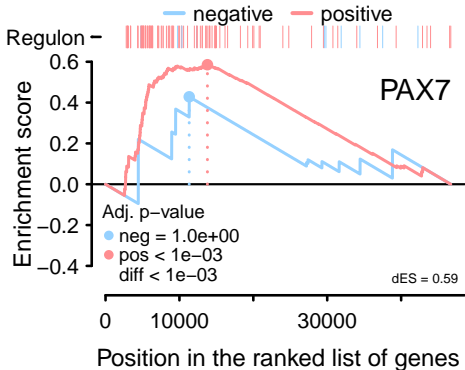 negative positive
Regulon
PAX7
0.6
0.4
0.2
0.0
−0.2
−0.4
Enrichment score
Adj. p−value
neg = 1.0e+00
pos < 1e−03
diff < 1e−03
dES = 0.59
0 10000 30000
Position in the ranked list of genes